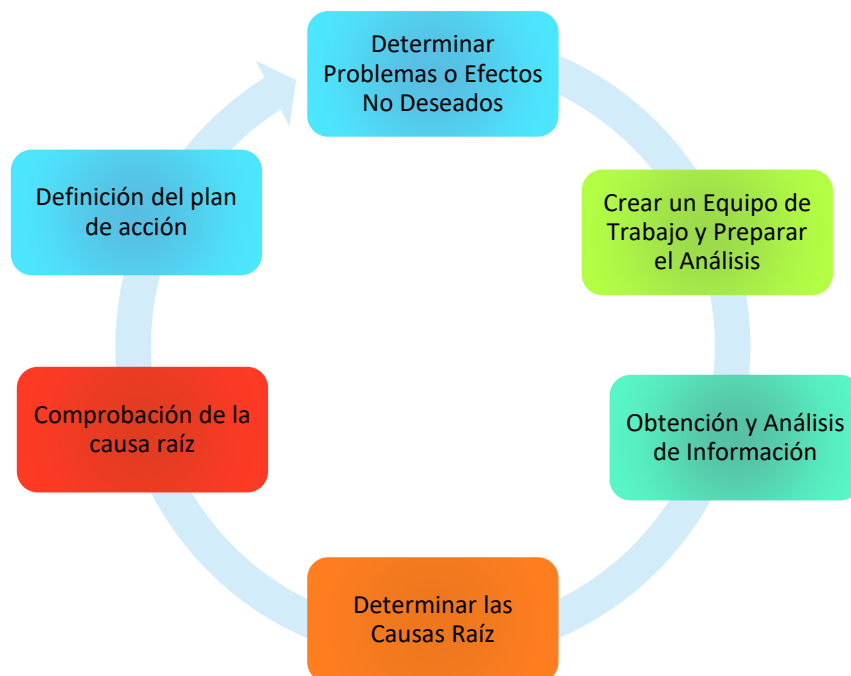 Determinar
Problemas o Efectos
No Deseados
Crear un Equipo de
Trabajo y Preparar
el Análisis
Obtención y Análisis
de Información
Determinar las
Causas Raíz
Comprobación de la
causa raíz
Definición del plan
de acción